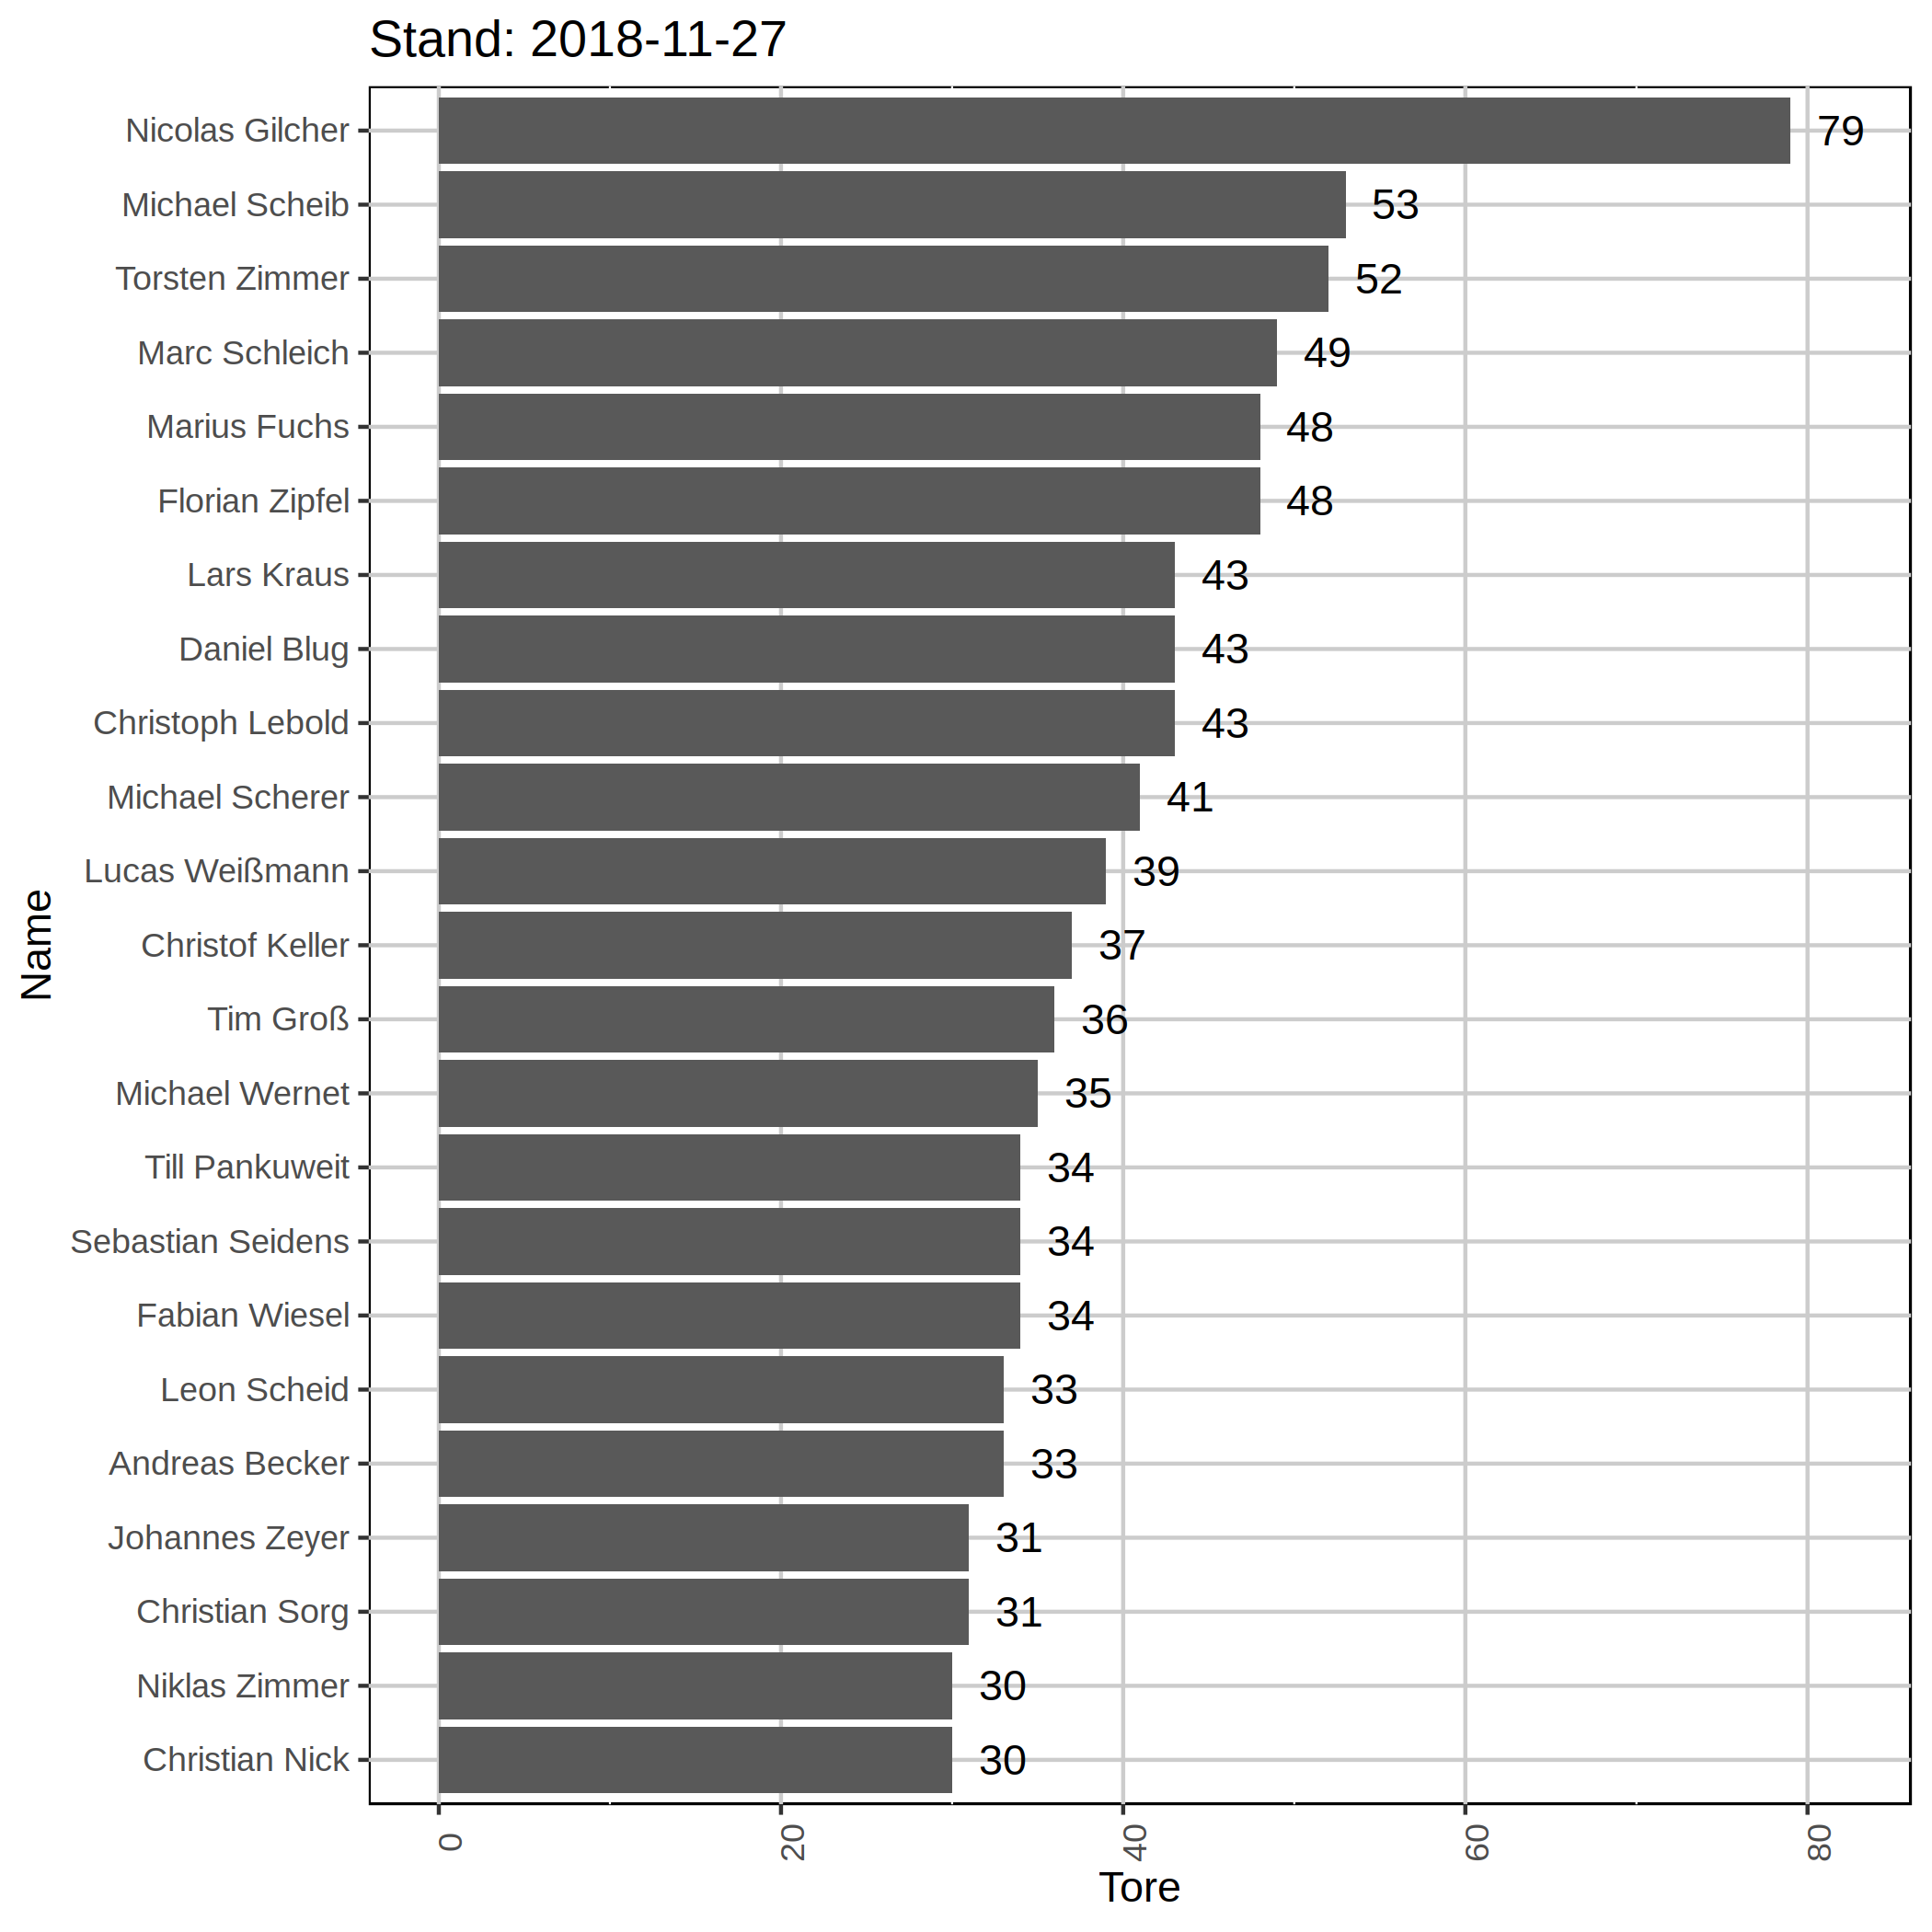 Stand: 2018-11-27
Nicolas Gilcher 79
Michael Scheib 53
Torsten Zimmer 52
Marc Schleich 49
Marius Fuchs 48
Florian Zipfel 48
Lars Kraus 43
Daniel Blug 43
Christoph Lebold 43
Michael Scherer 41
Lucas Weißmann 39
Christof Keller 37
Tim Groß 36
Michael Wernet 35
Till Pankuweit 34
Sebastian Seidens 34
Fabian Wiesel 34
Leon Scheid 33
Andreas Becker 33
Johannes Zeyer 31
Christian Sorg 31
Niklas Zimmer 30
Christian Nick 30
Name
0 20 40 60 80
Tore